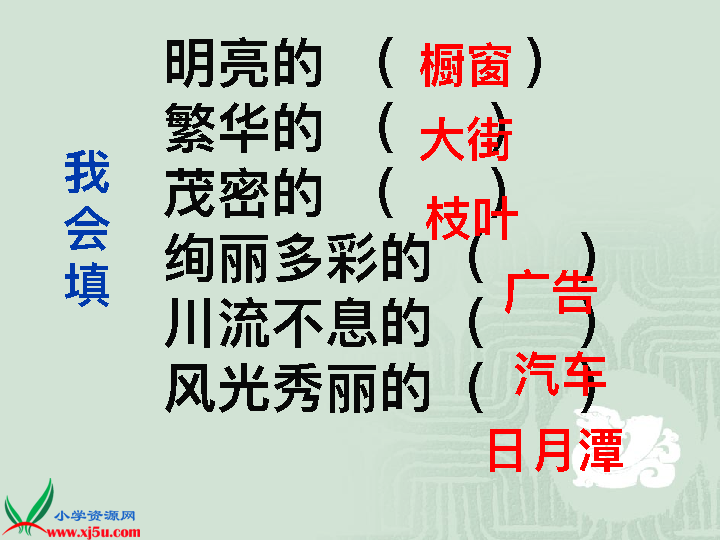 我会填
明亮的（橱窗）
繁华的（大街）
茂密的（枝叶）
绚丽多彩的（广告）
川流不息的（汽车）
风光秀丽的（日月潭）
小学资源网
www.xj5u.com